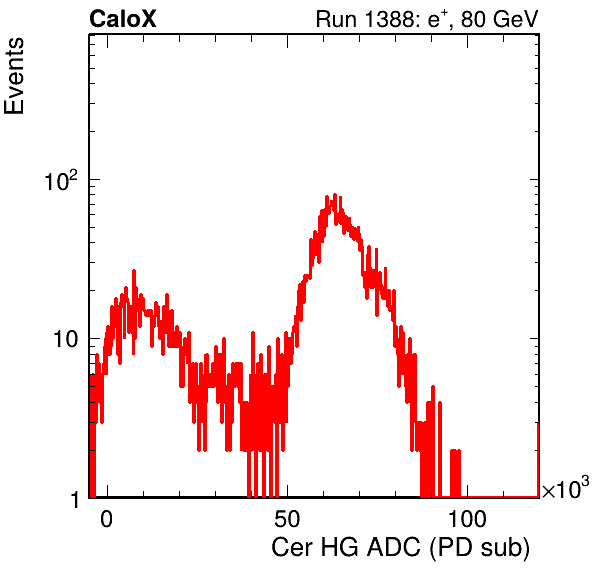 CaloX Run 1388: e⁺, 80 GeV
Events
10²
10
1
0 50 100 ×10³
Cer HG ADC (PD sub)